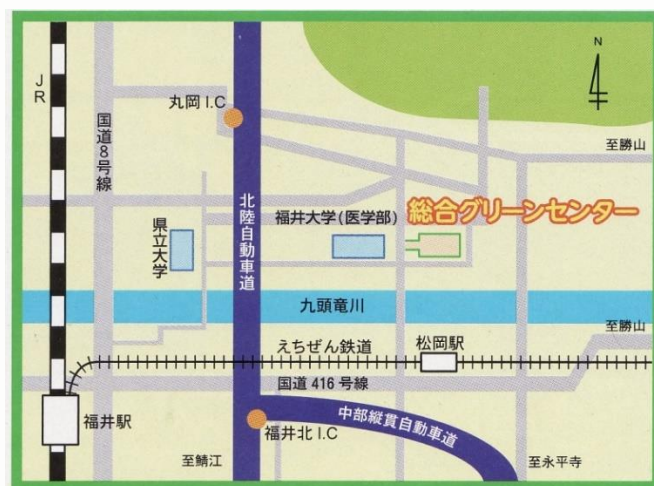 N
JR
丸岡 I.C
国道8号線
至勝山
北陸自動車道
県立大学
福井大学(医学部)
総合グリーンセンター
九頭竜川
至勝山
えちぜん鉄道
松岡駅
国道416号線
福井駅
福井北 I.C
中部縦貫自動車道
至鯖江
至永平寺